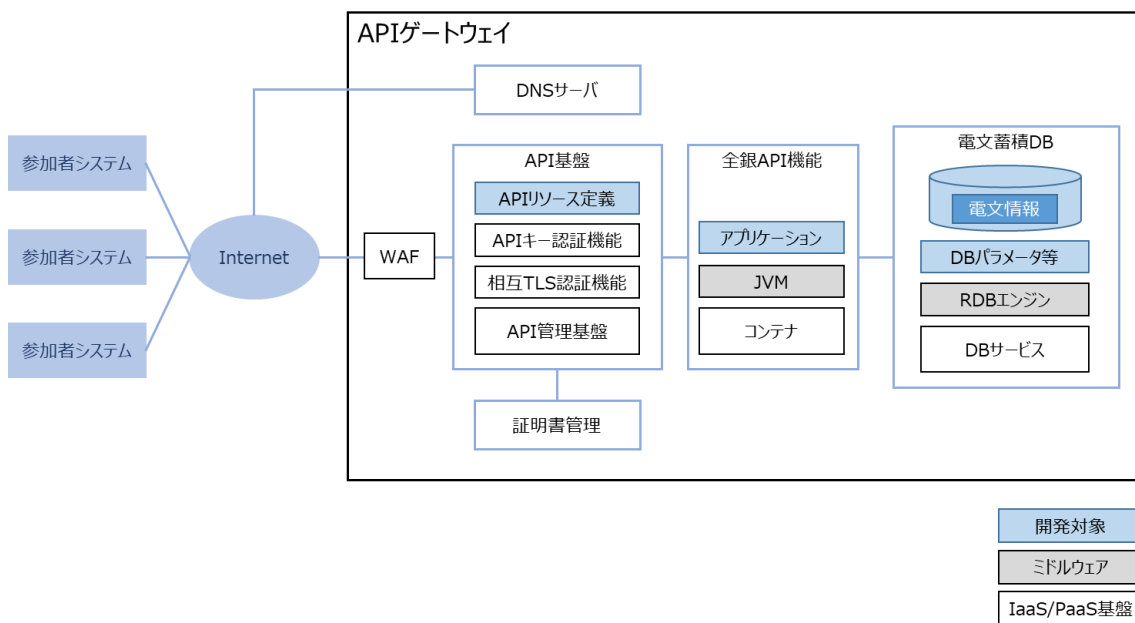 APIゲートウェイ
DNSサーバ
参加者システム
参加者システム
参加者システム
Internet
WAF
API基盤
APIリソース定義
APIキー認証機能
相互TLS認証機能
API管理基盤
証明書管理
全銀API機能
アプリケーション
JVM
コンテナ
電文蓄積DB
電文情報
DBパラメータ等
RDBエンジン
DBサービス
開発対象
ミドルウェア
IaaS/PaaS基盤